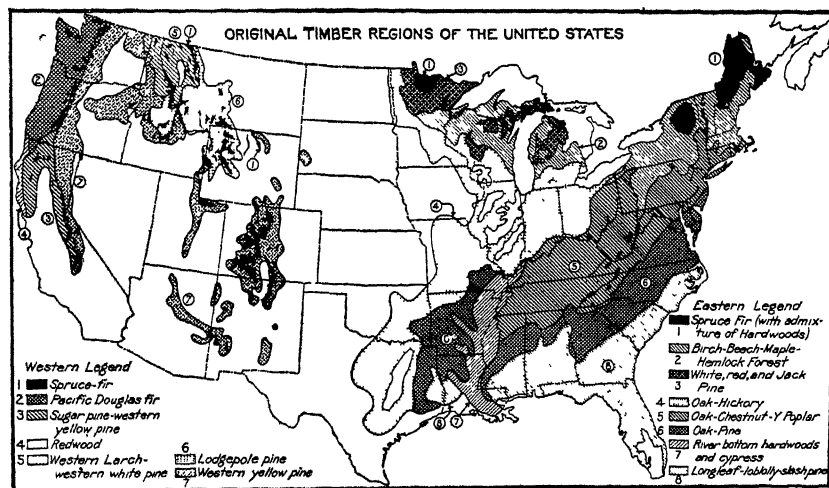 ORIGINAL TIMBER REGIONS OF THE UNITED STATES
Western Legend
1 Spruce-fir
2 Pacific Douglas fir
3 Sugar pine-western
yellow pine
4 Redwood
5 Western Larch-
western white pine
6 Lodgepole pine
7 Western yellow pine
Eastern Legend
1 Spruce Fir (with admix-
ture of Hardwoods)
2 Birch-Beech-Maple-
Hemlock Forest
3 White, red, and Jack
Pine
4 Oak-Hickory
5 Oak-Chestnut-Y Poplar
6 Oak-Pine
7 River bottom hardwoods
and cypress
8 Longleaf-loblolly-slash pine